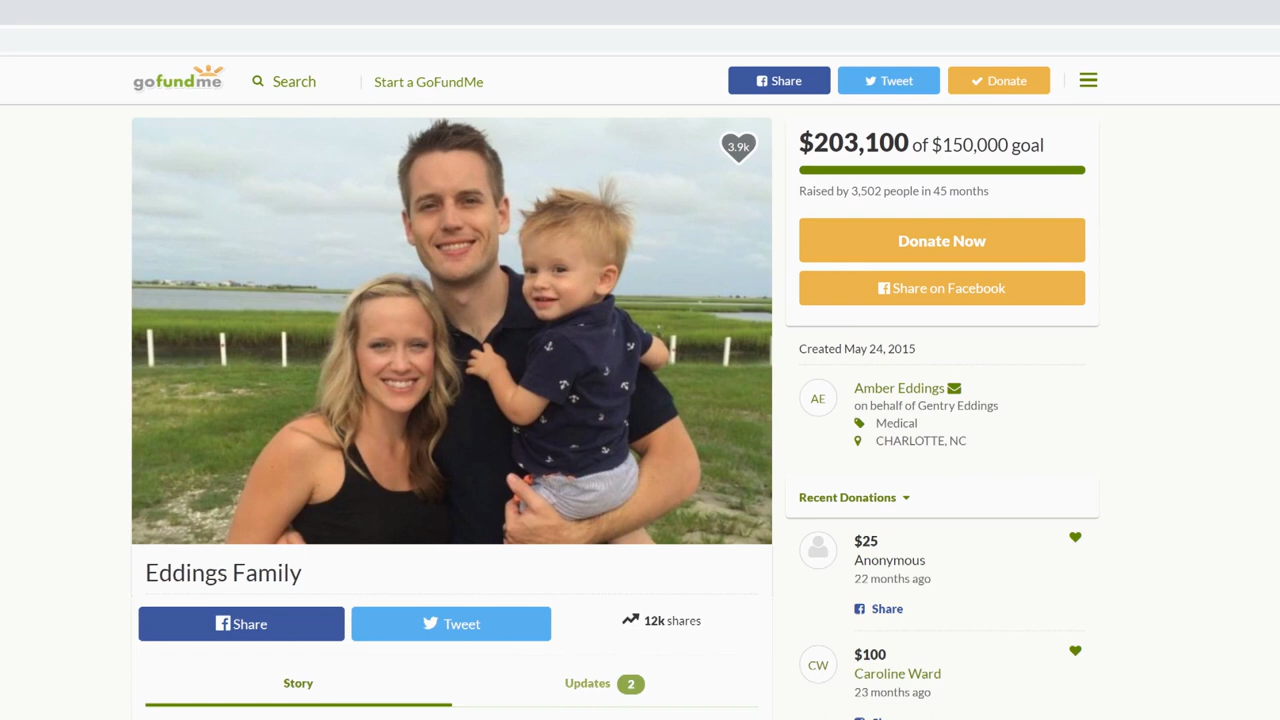 gofundme
Search
Start a GoFundMe
Share
Tweet
Donate
3.9k
$203,100 of $150,000 goal
Raised by 3,502 people in 45 months
Donate Now
Share on Facebook
Created May 24, 2015
AE
Amber Eddings
on behalf of Gentry Eddings
Medical
CHARLOTTE, NC
Recent Donations
$25
Anonymous
22 months ago
Share
CW
$100
Caroline Ward
23 months ago
Eddings Family
Share
Tweet
12k shares
Story
Updates 2